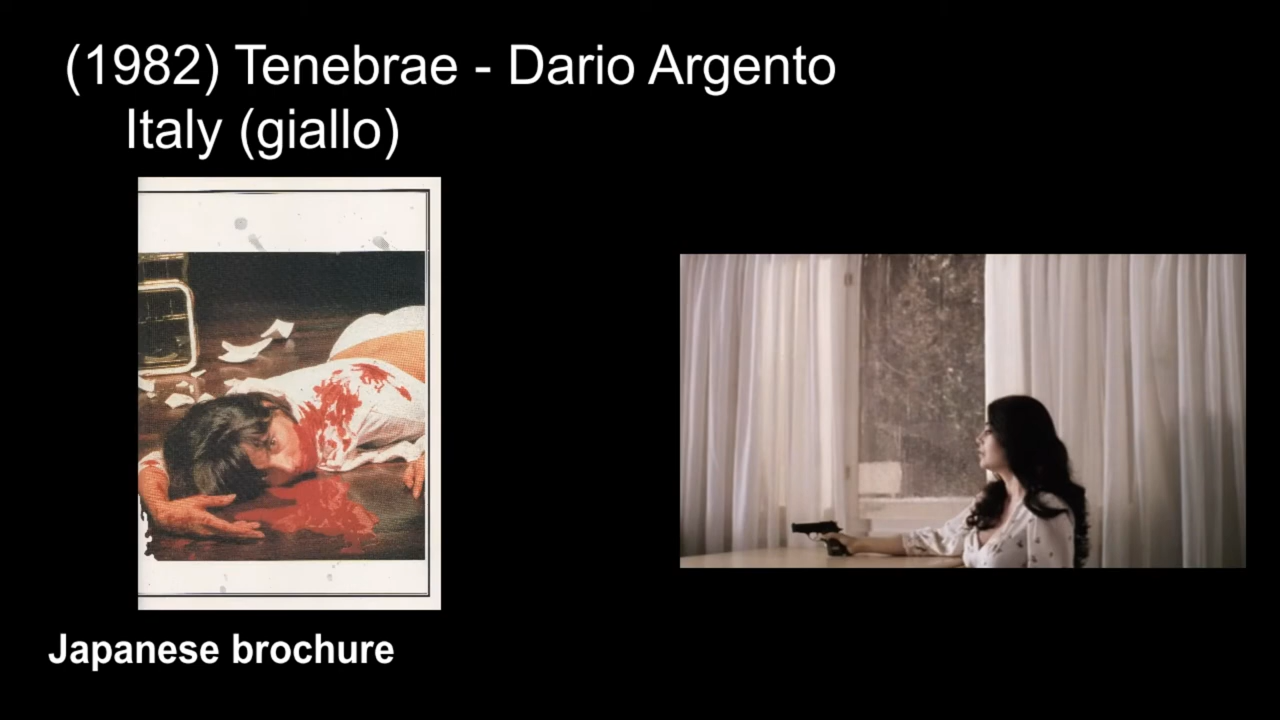 (1982) Tenebrae - Dario Argento
Italy (giallo)
Japanese brochure